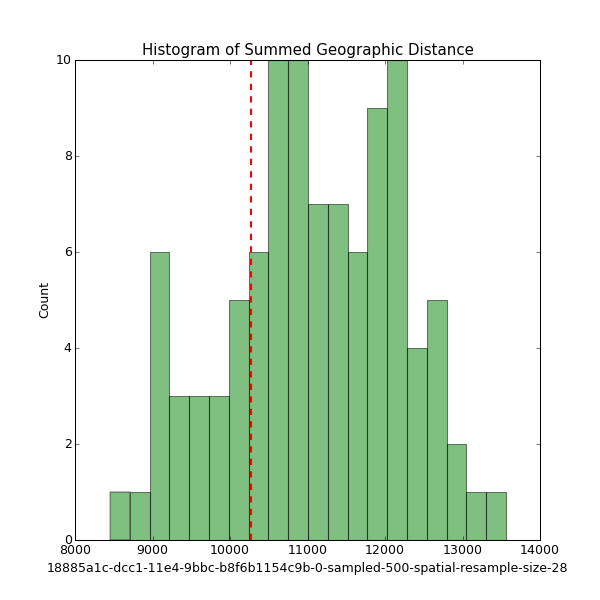 Histogram of Summed Geographic Distance
10
8
6
4
2
0
Count
8000 9000 10000 11000 12000 13000 14000
18885a1c-dcc1-11e4-9bbc-b8f6b1154c9b-0-sampled-500-spatial-resample-size-28